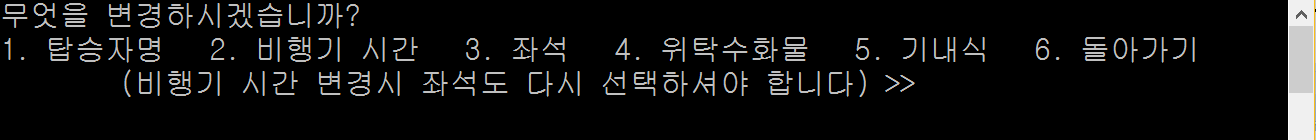 무엇을 변경하시겠습니까?
1. 탑승자명  2. 비행기 시간  3. 좌석  4. 위탁수화물  5. 기내식  6. 돌아가기
(비행기 시간 변경시 좌석도 다시 선택하셔야 합니다) >>